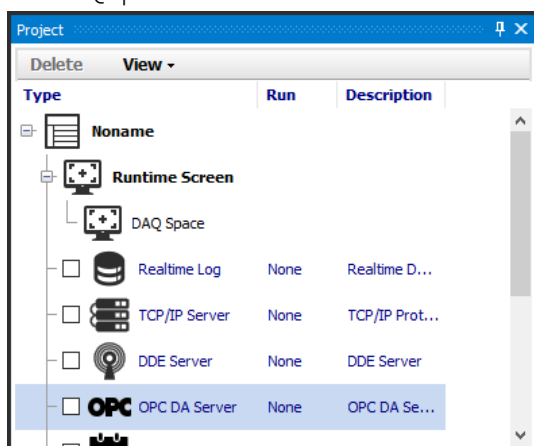 Project
Delete View
Type Run Description
Noname
Runtime Screen
DAQ Space
Realtime Log None Realtime D...
TCP/IP Server None TCP/IP Prot...
DDE Server None DDE Server
OPC OPC DA Server None OPC DA Se...